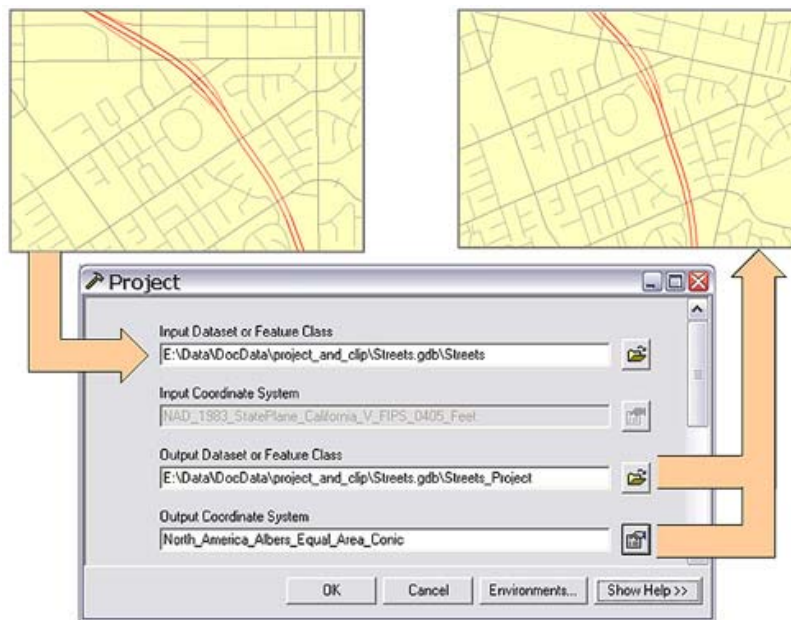 Project
Input Dataset or Feature Class
E:\Data\DocData\project_and_clip\Streets.gdb\Streets
Input Coordinate System
NAD_1983_StatePlane_California_V_FIPS_0405_Feet
Output Dataset or Feature Class
E:\Data\DocData\project_and_clip\Streets.gdb\Streets_Project
Output Coordinate System
North_America_Albers_Equal_Area_Conic
OK Cancel Environments... Show Help >>